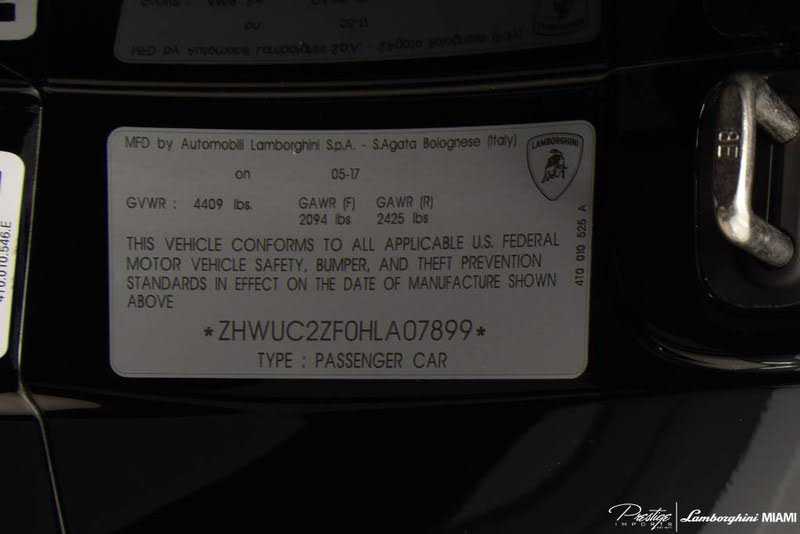 MFD by Automobili Lamborghini S.p.A. - S.Agata Bolognese (Italy)
LAMBORGHINI
on 05-17
GVWR : 4409 lbs. GAWR (F) GAWR (R)
2094 lbs 2425 lbs
THIS VEHICLE CONFORMS TO ALL APPLICABLE U.S. FEDERAL
MOTOR VEHICLE SAFETY, BUMPER, AND THEFT PREVENTION
STANDARDS IN EFFECT ON THE DATE OF MANUFACTURE SHOWN
ABOVE
*ZHWUC2ZF0HLA07899*
TYPE : PASSENGER CAR
4T0 010 525 A
4T0.010.546.E
Prestige
IMPORTS
Lamborghini MIAMI